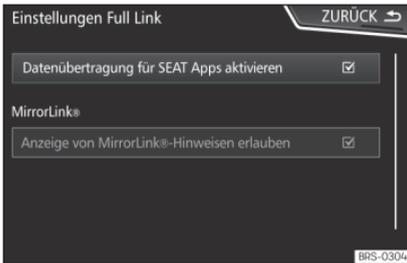 Einstellungen Full Link
ZURÜCK
Datenübertragung für SEAT Apps aktivieren
MirrorLink®
Anzeige von MirrorLink®-Hinweisen erlauben
BRS-0304